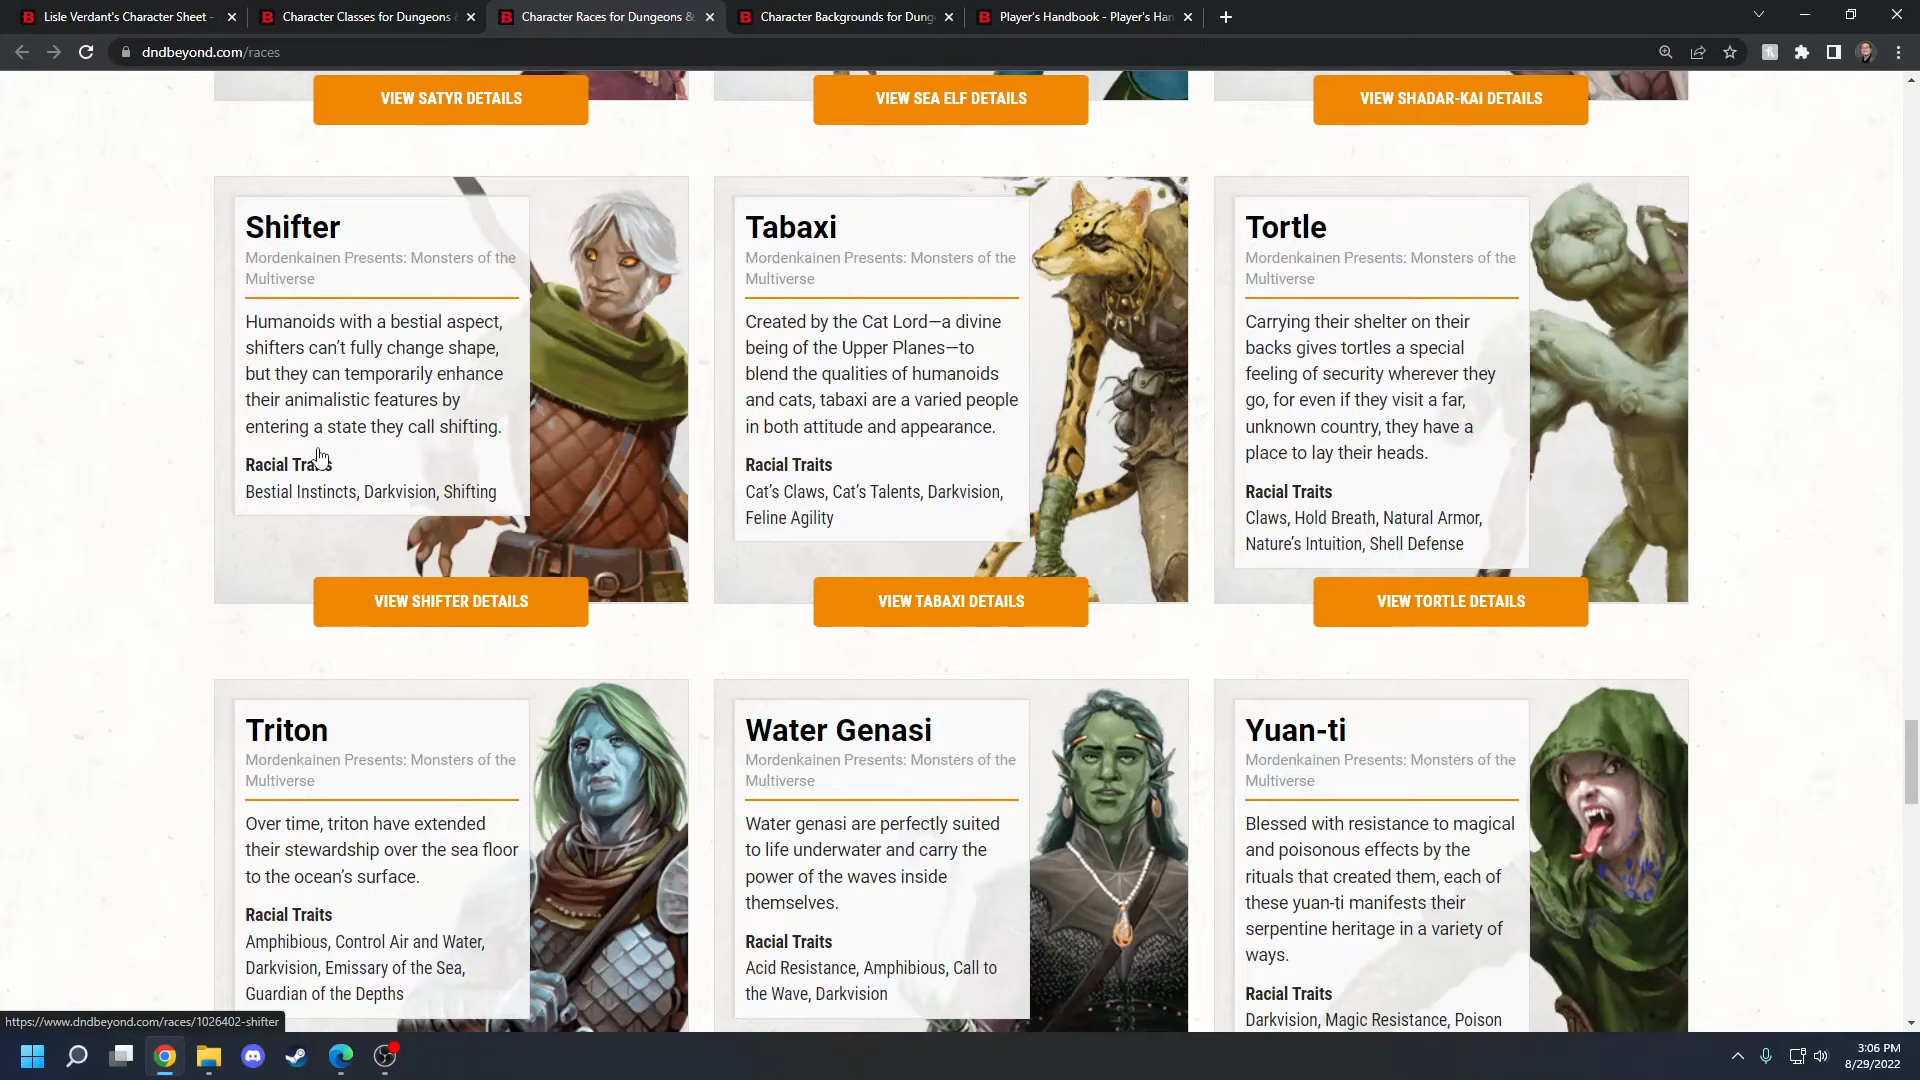 Lisle Verdant's Character Sheet -
Character Classes for Dungeons &
Character Races for Dungeons &
Character Backgrounds for Dung
Player's Handbook - Player's Han
dndbeyond.com/races
VIEW SATYR DETAILS
VIEW SEA ELF DETAILS
VIEW SHADAR-KAI DETAILS
Shifter
Mordenkainen Presents: Monsters of the
Multiverse
Humanoids with a bestial aspect,
shifters can't fully change shape,
but they can temporarily enhance
their animalistic features by
entering a state they call shifting.
Racial Traits
Bestial Instincts, Darkvision, Shifting
VIEW SHIFTER DETAILS
Tabaxi
Mordenkainen Presents: Monsters of the
Multiverse
Created by the Cat Lord—a divine
being of the Upper Planes—to
blend the qualities of humanoids
and cats, tabaxi are a varied people
in both attitude and appearance.
Racial Traits
Cat's Claws, Cat's Talents, Darkvision,
Feline Agility
VIEW TABAXI DETAILS
Tortle
Mordenkainen Presents: Monsters of the
Multiverse
Carrying their shelter on their
backs gives tortles a special
feeling of security wherever they
go, for even if they visit a far,
unknown country, they have a
place to lay their heads.
Racial Traits
Claws, Hold Breath, Natural Armor,
Nature's Intuition, Shell Defense
VIEW TORTLE DETAILS
Triton
Mordenkainen Presents: Monsters of the
Multiverse
Over time, triton have extended
their stewardship over the sea floor
to the ocean's surface.
Racial Traits
Amphibious, Control Air and Water,
Darkvision, Emissary of the Sea,
Guardian of the Depths
Water Genasi
Mordenkainen Presents: Monsters of the
Multiverse
Water genasi are perfectly suited
to life underwater and carry the
power of the waves inside
themselves.
Racial Traits
Acid Resistance, Amphibious, Call to
the Wave, Darkvision
Yuan-ti
Mordenkainen Presents: Monsters of the
Multiverse
Blessed with resistance to magical
and poisonous effects by the
rituals that created them, each of
these yuan-ti manifests their
serpentine heritage in a variety of
ways.
Racial Traits
Darkvision, Magic Resistance, Poison
https://www.dndbeyond.com/races/1026402-shifter
3:06 PM
8/29/2022